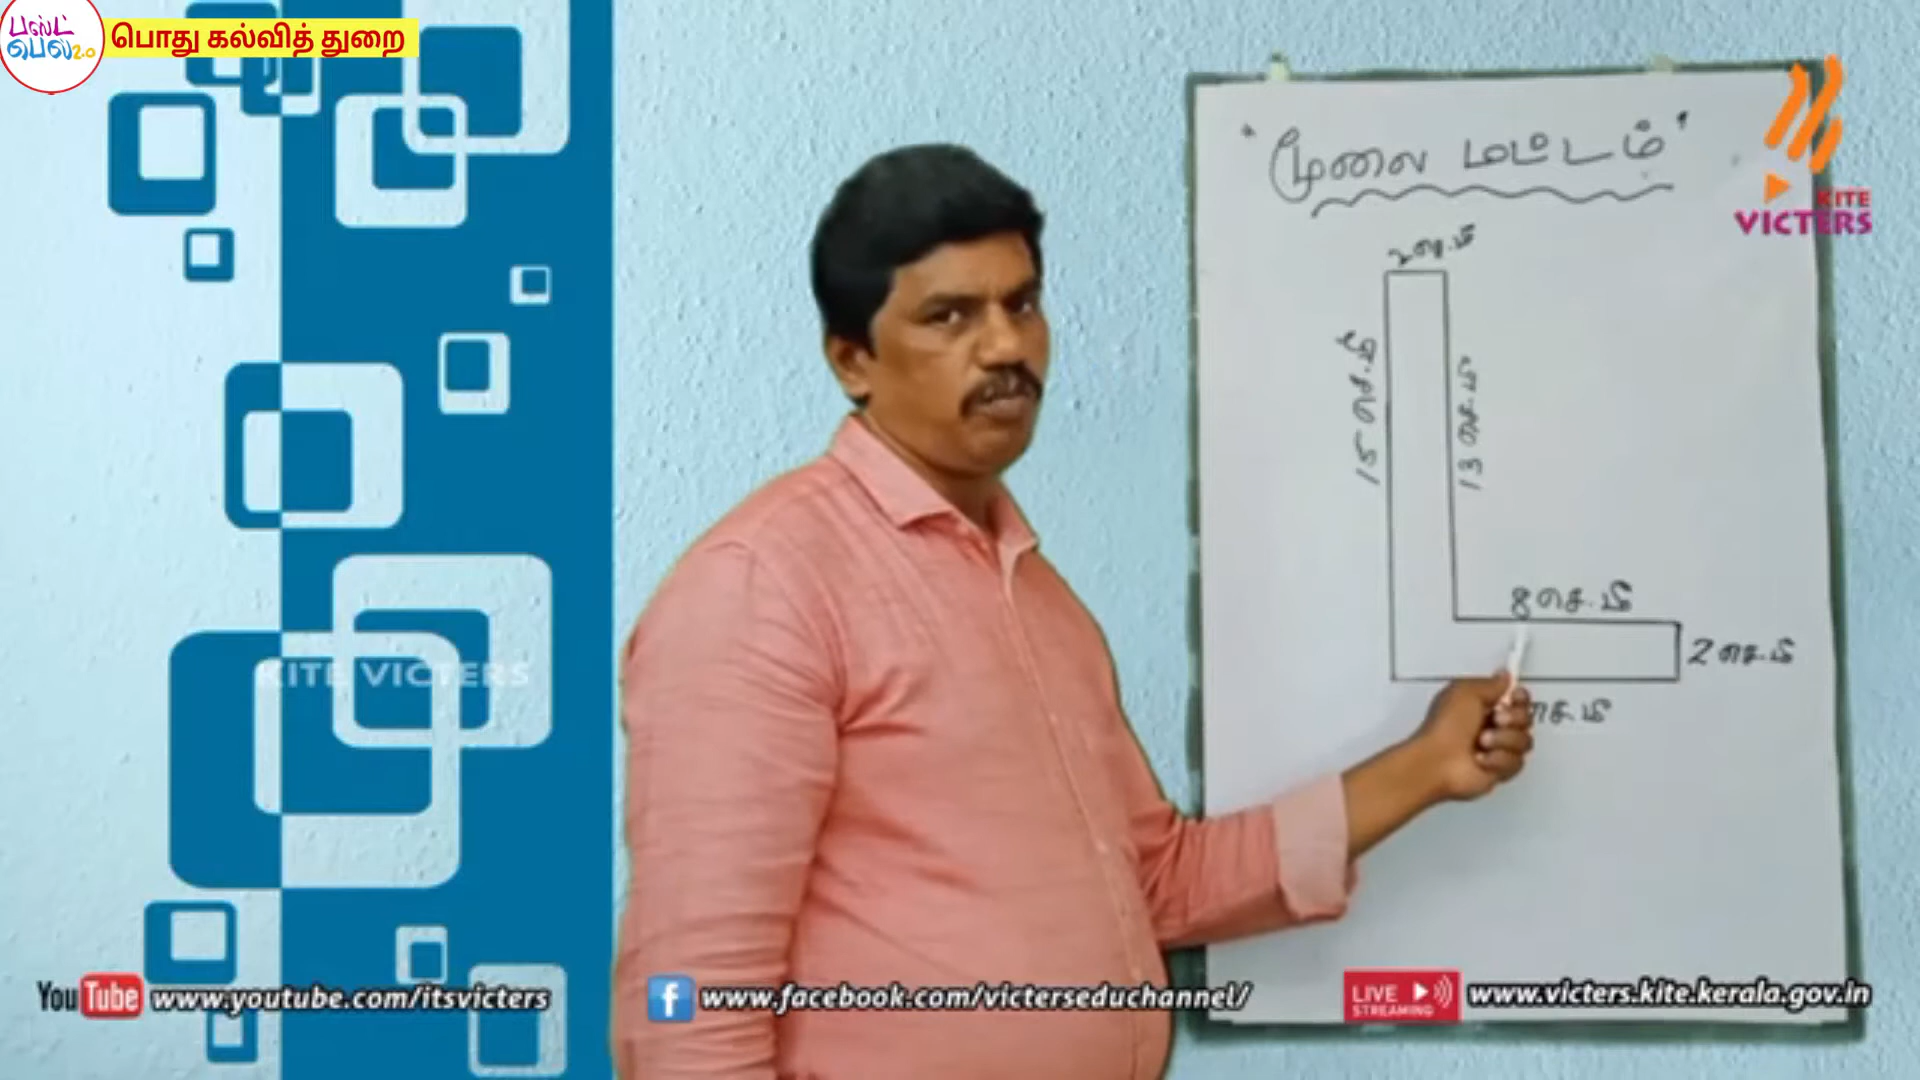 பஸ்ட்
பெல் 2.0
பொது கல்வித் துறை
"மூலை மட்டம்"
KITE
VICTERS
2 செ.மீ
15 செ.மீ
13 செ.மீ
8 செ.மீ
2 செ.மீ
செ.மீ
KITE VICTERS
YouTube www.youtube.com/itsvicters
f www.facebook.com/victerseduchannel/
LIVE STREAMING www.victers.kite.kerala.gov.in